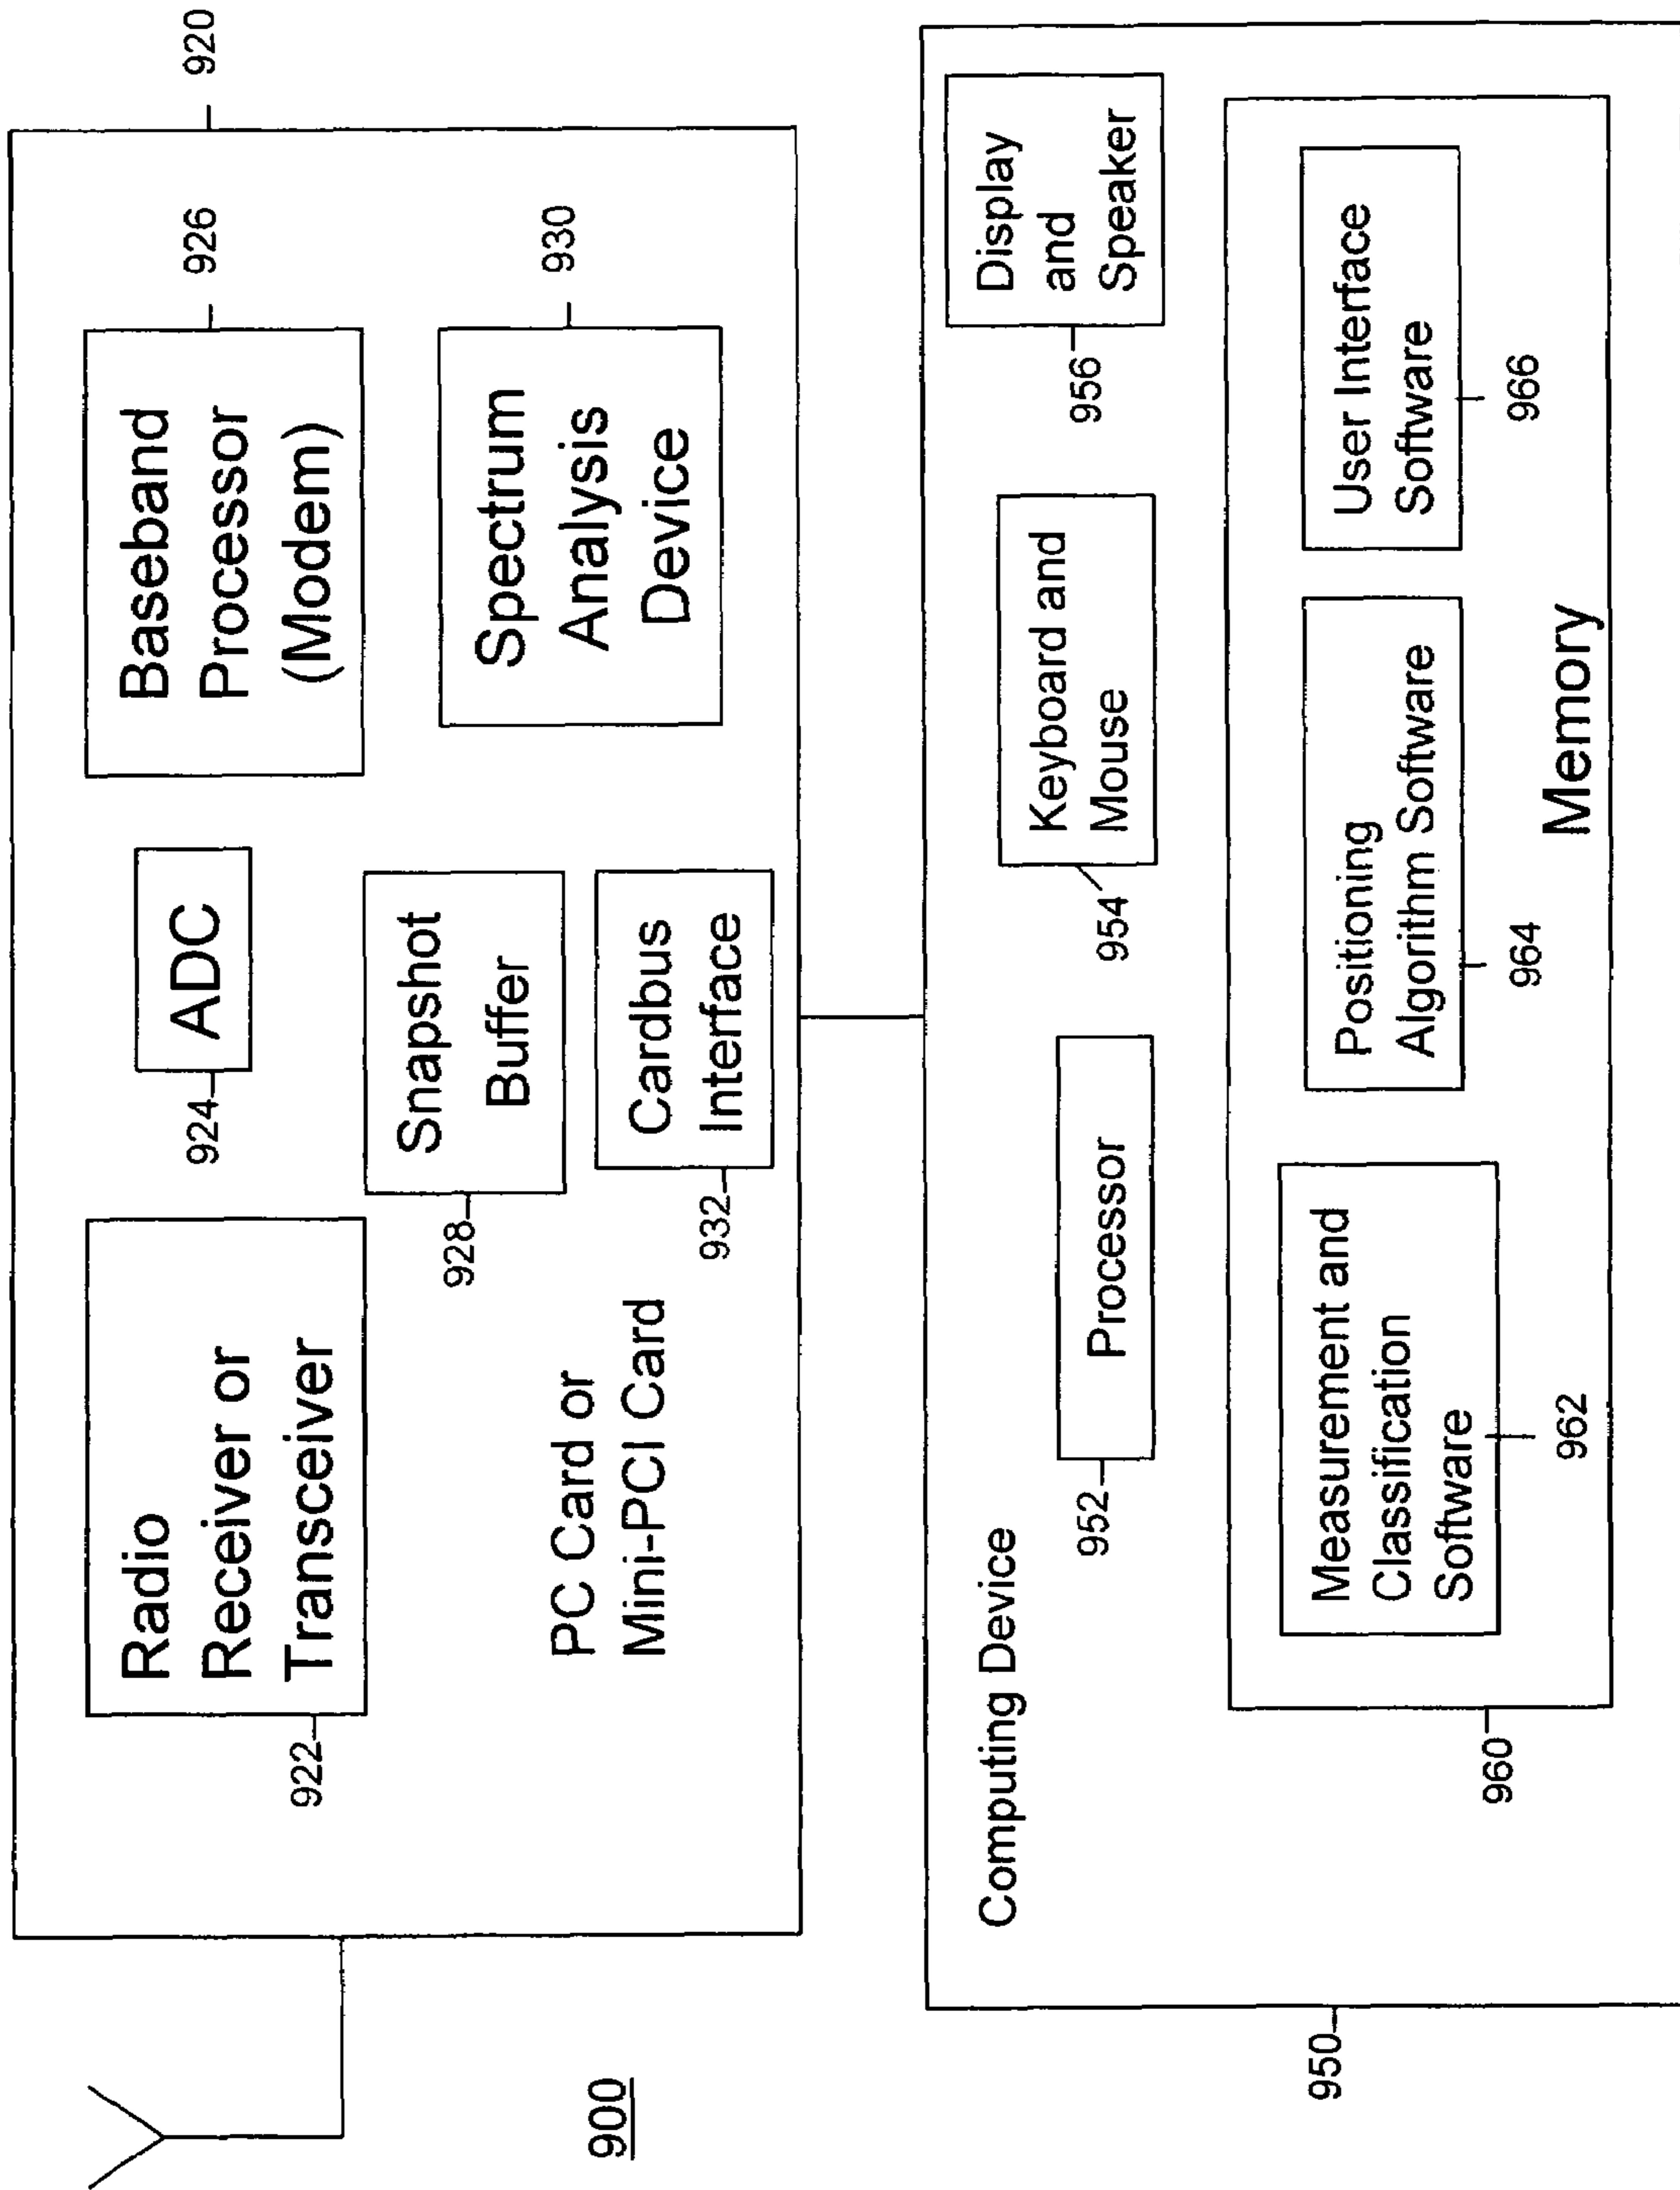 920
Radio
Receiver or
Transceiver
922
924
ADC
Baseband
Processor
(Modem)
926
928
Snapshot
Buffer
Spectrum
Analysis
Device
930
PC Card or
Mini-PCI Card
932
Cardbus
Interface
900
Computing Device
952
Processor
954
Keyboard and
Mouse
956
Display
and
Speaker
950
960
Measurement and
Classification
Software
962
Positioning
Algorithm Software
964
User Interface
Software
966
Memory